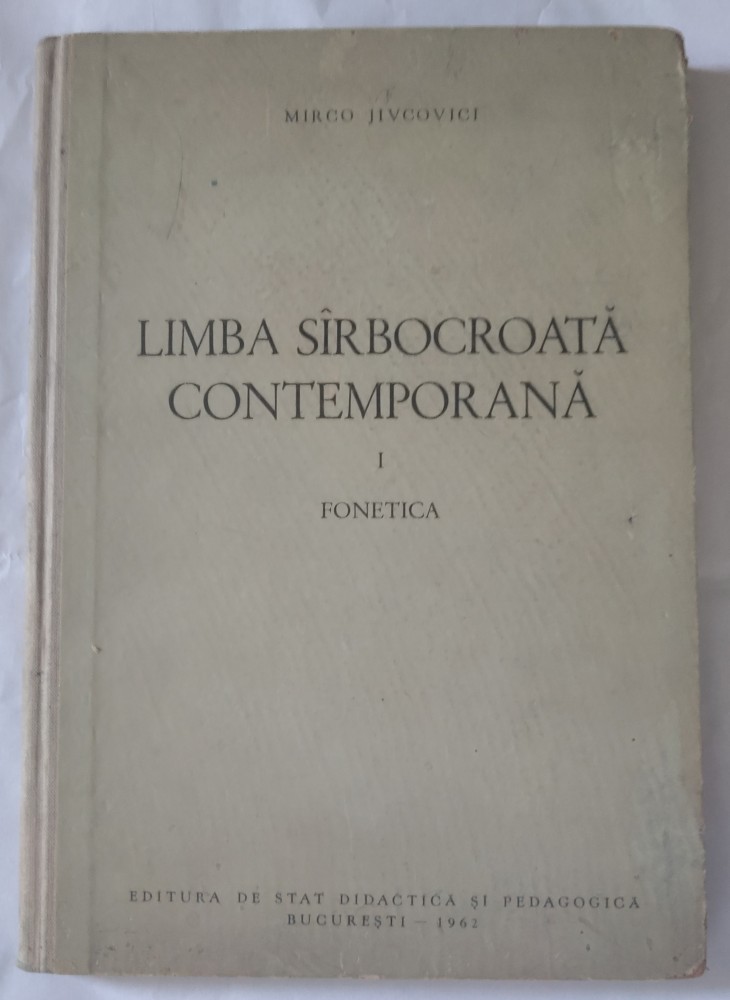 MIRCO JIVCOVICI
LIMBA SÎRBOCROATĂ
CONTEMPORANĂ
I
FONETICA
EDITURA DE STAT DIDACTICĂ ȘI PEDAGOGICĂ
BUCUREȘTI — 1962